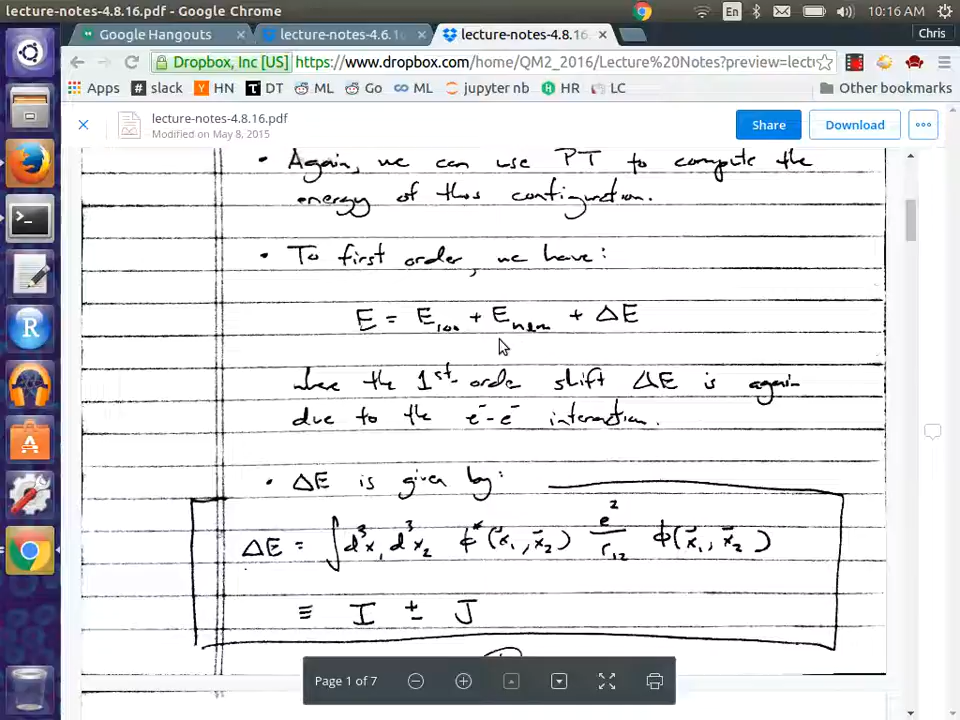 lecture-notes-4.8.16.pdf - Google Chrome
En
10:16 AM
Google Hangouts
lecture-notes-4.6.16.
lecture-notes-4.8.16.
Chris
Dropbox, Inc [US]
https://www.dropbox.com/home/QM2_2016/Lecture%20Notes?preview=lectu
Apps
slack
HN
DT
ML
Go
ML
jupyter nb
HR
LC
Other bookmarks
lecture-notes-4.8.16.pdf
Modified on May 8, 2015
Share
Download
• Again, we can use PT to compute the
energy of this configuration.
• To first order, we have:
E = E₁₀₀ + Eₙₗₘ + ΔE
where the 1st-order shift ΔE is again
due to the e⁻-e⁻ interaction.
• ΔE is given by:
ΔE = ∫d³x₁ d³x₂ ϕ*(x⃗₁, x⃗₂) e²/r₁₂ ϕ(x⃗₁, x⃗₂)
≡ I ± J
Page 1 of 7